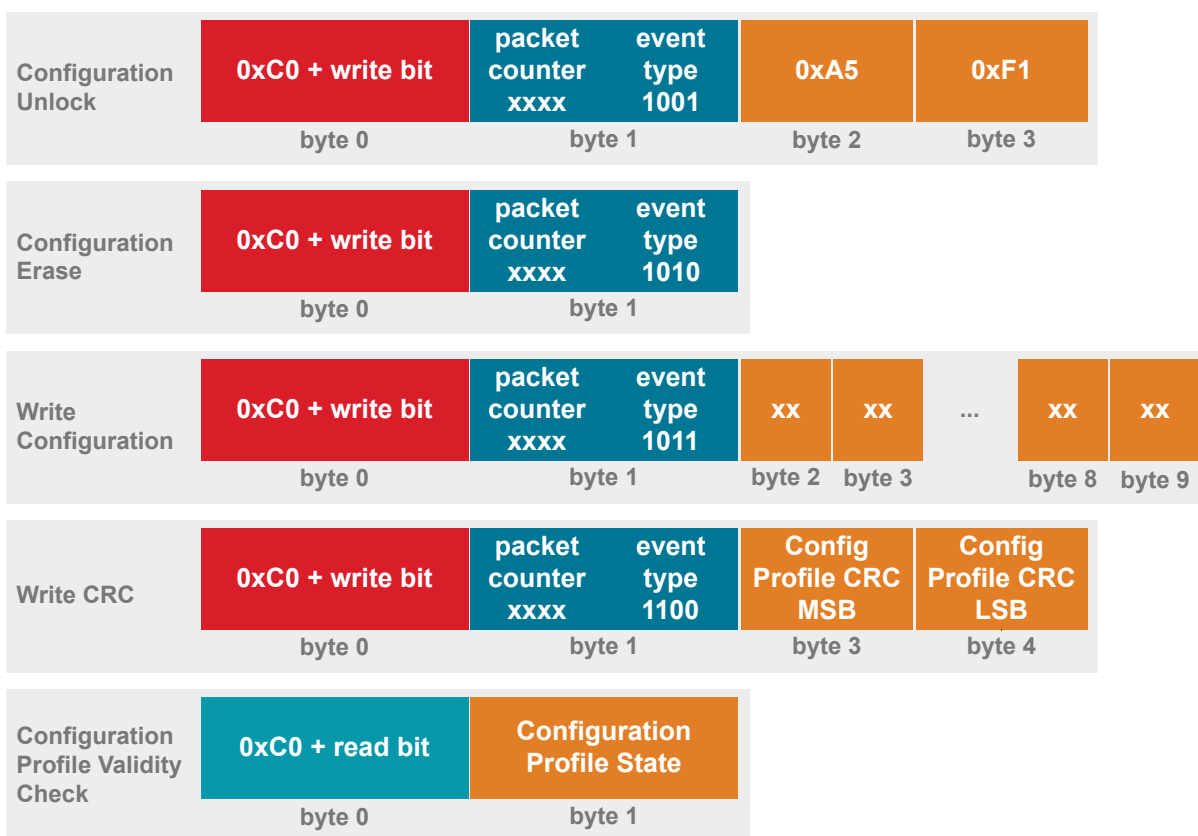 Configuration
Unlock
0xC0 + write bit
packet event
counter type
xxxx 1001
0xA5
0xF1
byte 0
byte 1
byte 2
byte 3
Configuration
Erase
0xC0 + write bit
packet event
counter type
xxxx 1010
byte 0
byte 1
Write
Configuration
0xC0 + write bit
packet event
counter type
xxxx 1011
xx
xx
...
xx
xx
byte 0
byte 1
byte 2
byte 3
byte 8
byte 9
Write CRC
0xC0 + write bit
packet event
counter type
xxxx 1100
Config
Profile CRC
MSB
Config
Profile CRC
LSB
byte 0
byte 1
byte 3
byte 4
Configuration
Profile Validity
Check
0xC0 + read bit
Configuration
Profile State
byte 0
byte 1